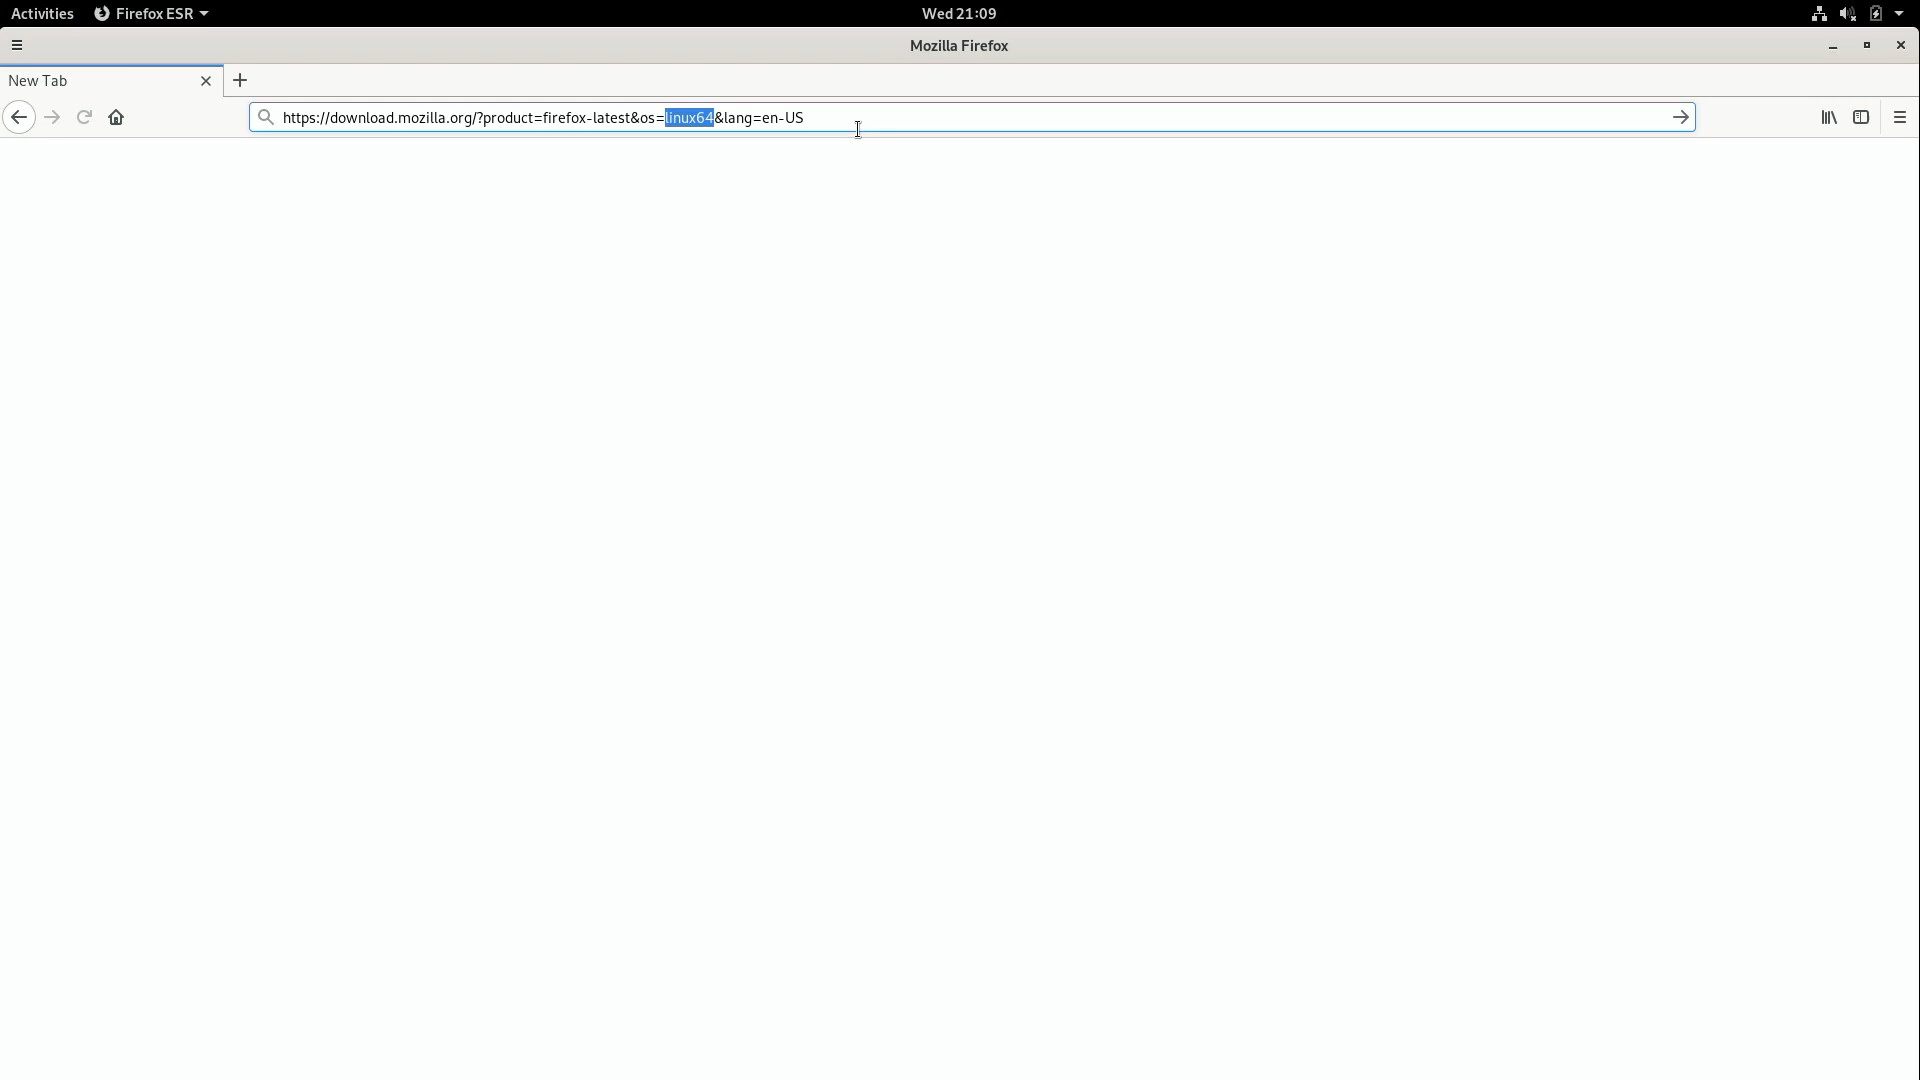 Activities Firefox ESR Wed 21:09
Mozilla Firefox
New Tab
https://download.mozilla.org/?product=firefox-latest&os=linux64&lang=en-US